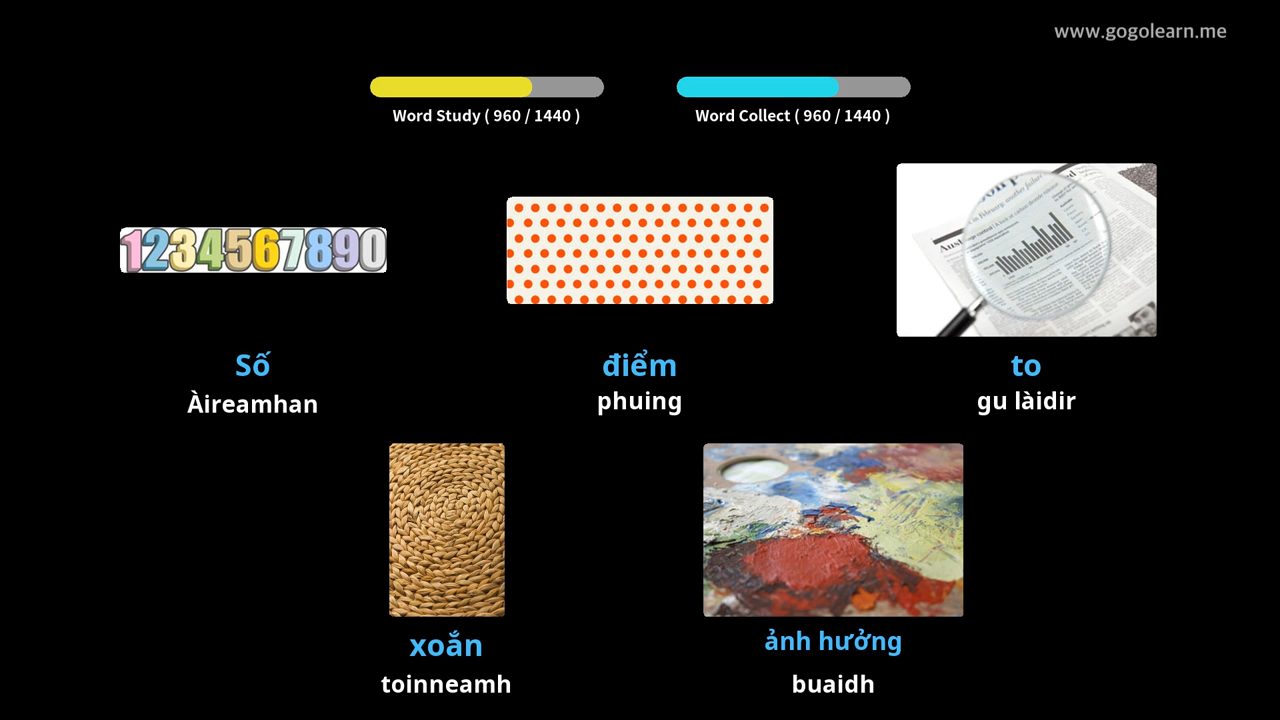 www.gogolearn.me
Word Study ( 960 / 1440 )
Word Collect ( 960 / 1440 )
1234567890
Số
Àireamhan
điểm
phuing
to
gu làidir
xoắn
toinneamh
ảnh hưởng
buaidh